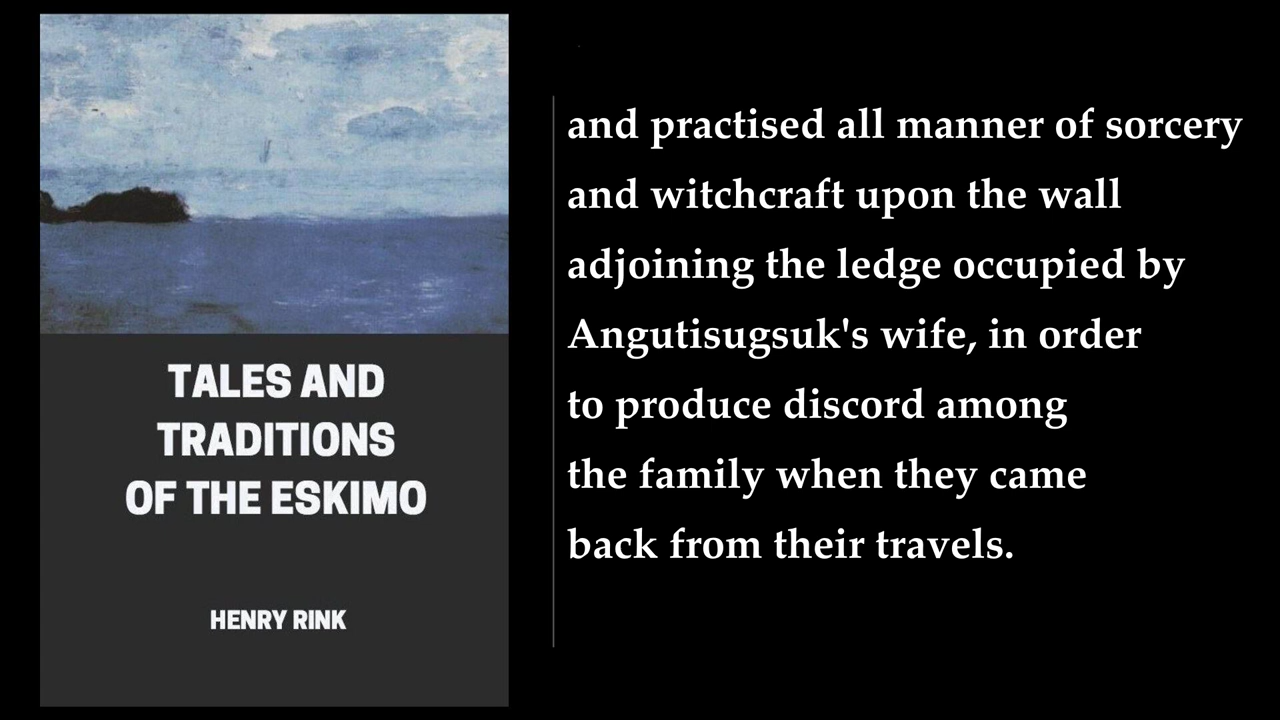 TALES AND
TRADITIONS
OF THE ESKIMO
HENRY RINK
and practised all manner of sorcery
and witchcraft upon the wall
adjoining the ledge occupied by
Angutisugsuk's wife, in order
to produce discord among
the family when they came
back from their travels.